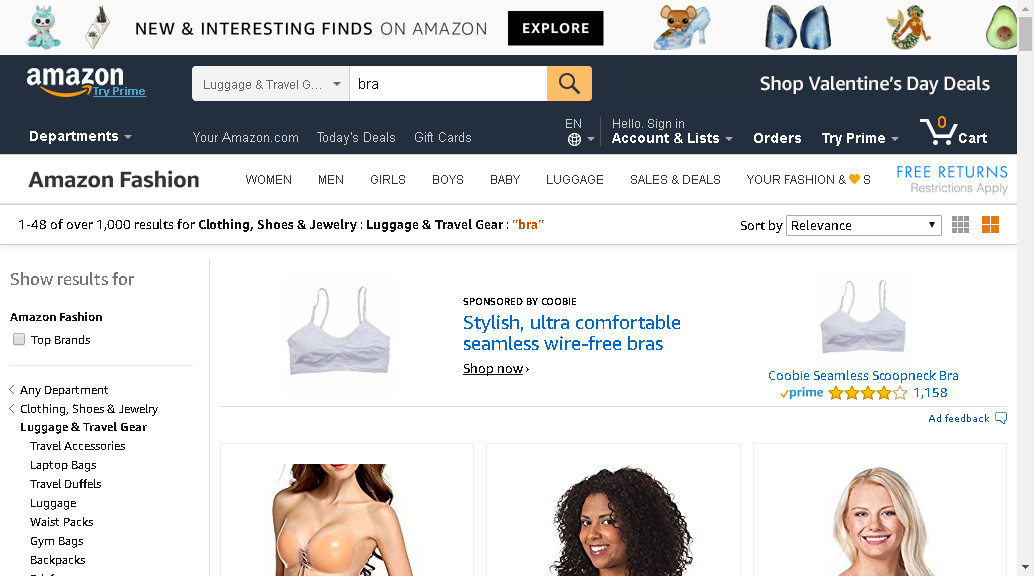 NEW & INTERESTING FINDS ON AMAZON EXPLORE
amazon
Try Prime
Luggage & Travel G...
bra
Shop Valentine's Day Deals
Departments
Your Amazon.com
Today's Deals
Gift Cards
EN
Hello. Sign in
Account & Lists
Orders
Try Prime
0
Cart
Amazon Fashion
WOMEN
MEN
GIRLS
BOYS
BABY
LUGGAGE
SALES & DEALS
YOUR FASHION & 🧡 S
FREE RETURNS
Restrictions Apply
1-48 of over 1,000 results for Clothing, Shoes & Jewelry : Luggage & Travel Gear : "bra"
Sort by Relevance
Show results for
Amazon Fashion
Top Brands
Any Department
Clothing, Shoes & Jewelry
Luggage & Travel Gear
Travel Accessories
Laptop Bags
Travel Duffels
Luggage
Waist Packs
Gym Bags
Backpacks
SPONSORED BY COOBIE
Stylish, ultra comfortable
seamless wire-free bras
Shop now ›
Coobie Seamless Scoopneck Bra
prime 1,158
Ad feedback